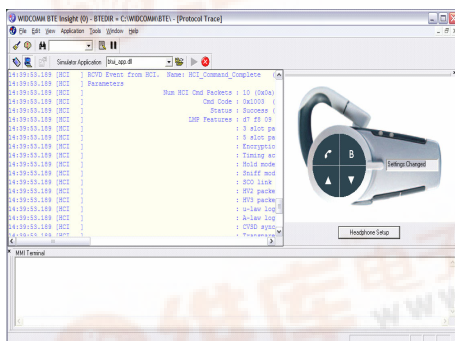 WIDCOMM BTE Insight (0) - BTEDIR = C:\WIDCOMM\BTE\ - [Protocol Trace]
File Edit View Application Tools Window Help
Simulator Application btui_app.dll
14:39:53.189 [HCI ] RCVD Event from HCI. Name: HCI_Command_Complete (
14:39:53.189 [HCI ] Parameters
14:39:53.189 [HCI ] Num HCI Cmd Packets : 10 (0x0a)
14:39:53.189 [HCI ] Cmd Code : 0x1003 (
14:39:53.189 [HCI ] Status : Success (
14:39:53.189 [HCI ] LMP Features : d7 f8 09
14:39:53.189 [HCI ] : 3 slot pa
14:39:53.189 [HCI ] : 5 slot pa
14:39:53.189 [HCI ] : Encryptio
14:39:53.189 [HCI ] : Timing ac
14:39:53.189 [HCI ] : Hold mode
14:39:53.189 [HCI ] : Sniff mod
14:39:53.189 [HCI ] : SCO link
14:39:53.189 [HCI ] : HV2 packe
14:39:53.189 [HCI ] : HV3 packe
14:39:53.189 [HCI ] : u-law log
14:39:53.189 [HCI ] : A-law log
14:39:53.189 [HCI ] : CVSD sync
14:39:53.189 [HCI ] : Transpare
B
Settings Changed
Headphone Setup
MMI Terminal